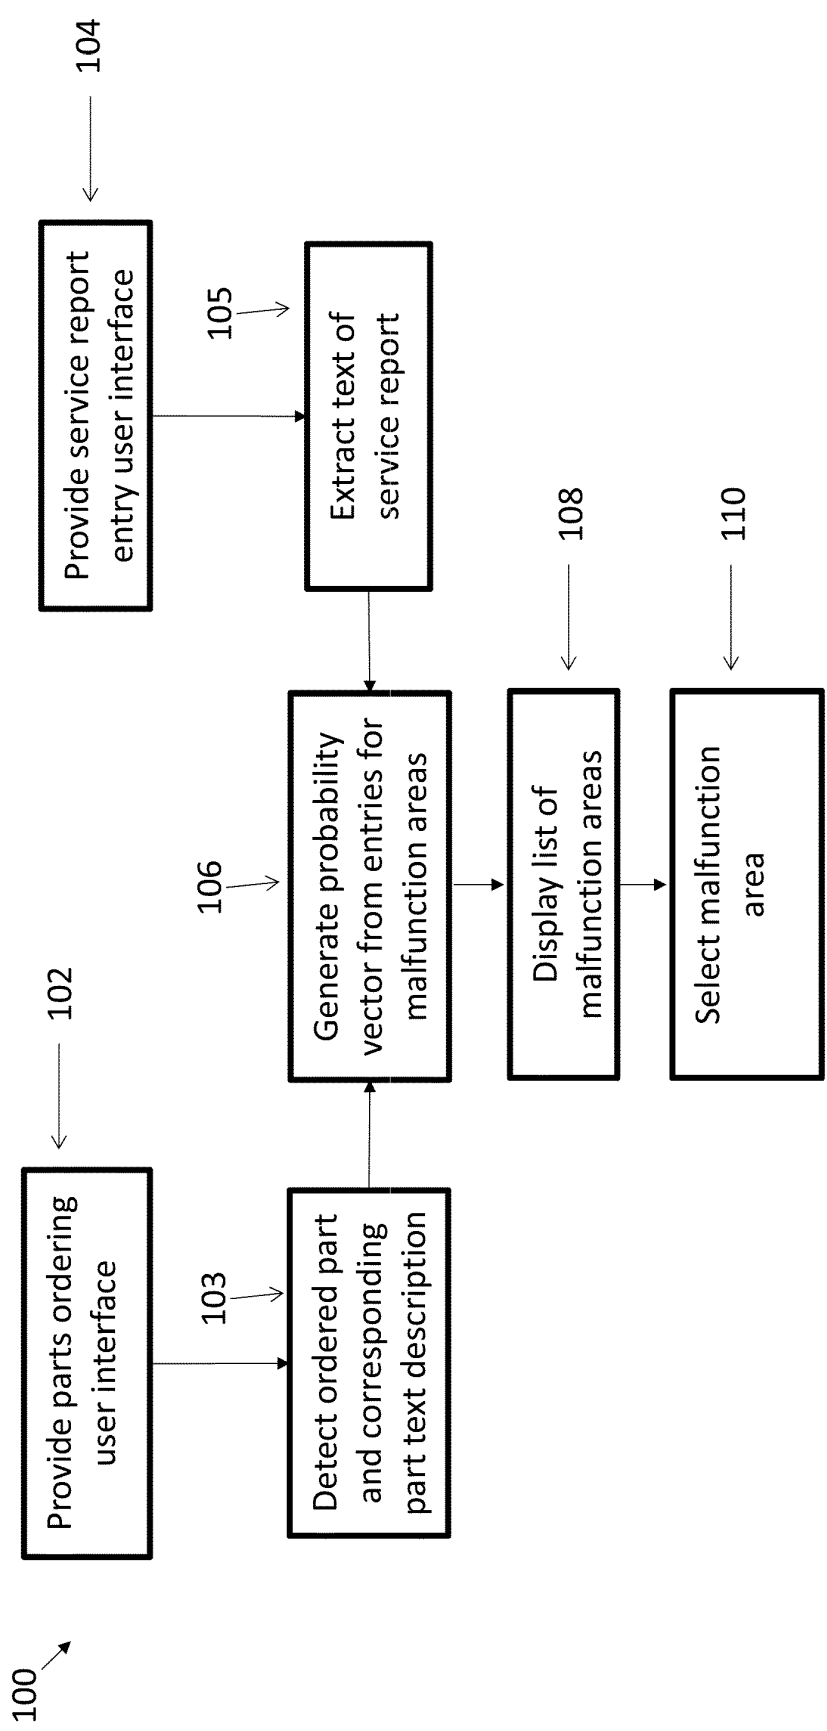 100
102
Provide parts ordering
user interface
103
Detect ordered part
and corresponding
part text description
104
Provide service report
entry user interface
105
Extract text of
service report
106
Generate probability
vector from entries for
malfunction areas
108
Display list of
malfunction areas
110
Select malfunction
area